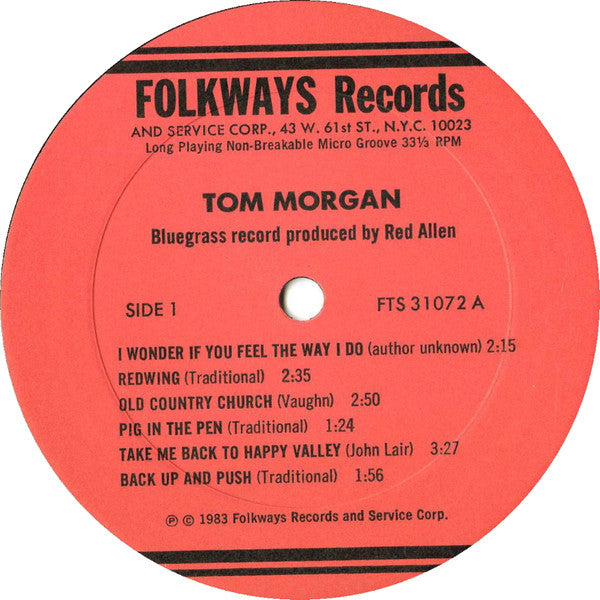 FOLKWAYS Records
AND SERVICE CORP., 43 W. 61st ST., N.Y.C. 10023
Long Playing Non-Breakable Micro Groove 33⅓ RPM
TOM MORGAN
Bluegrass record produced by Red Allen
SIDE 1 FTS 31072 A
I WONDER IF YOU FEEL THE WAY I DO (author unknown) 2:15
REDWING (Traditional) 2:35
OLD COUNTRY CHURCH (Vaughn) 2:50
PIG IN THE PEN (Traditional) 1:24
TAKE ME BACK TO HAPPY VALLEY (John Lair) 3:27
BACK UP AND PUSH (Traditional) 1:56
℗ © 1983 Folkways Records and Service Corp.